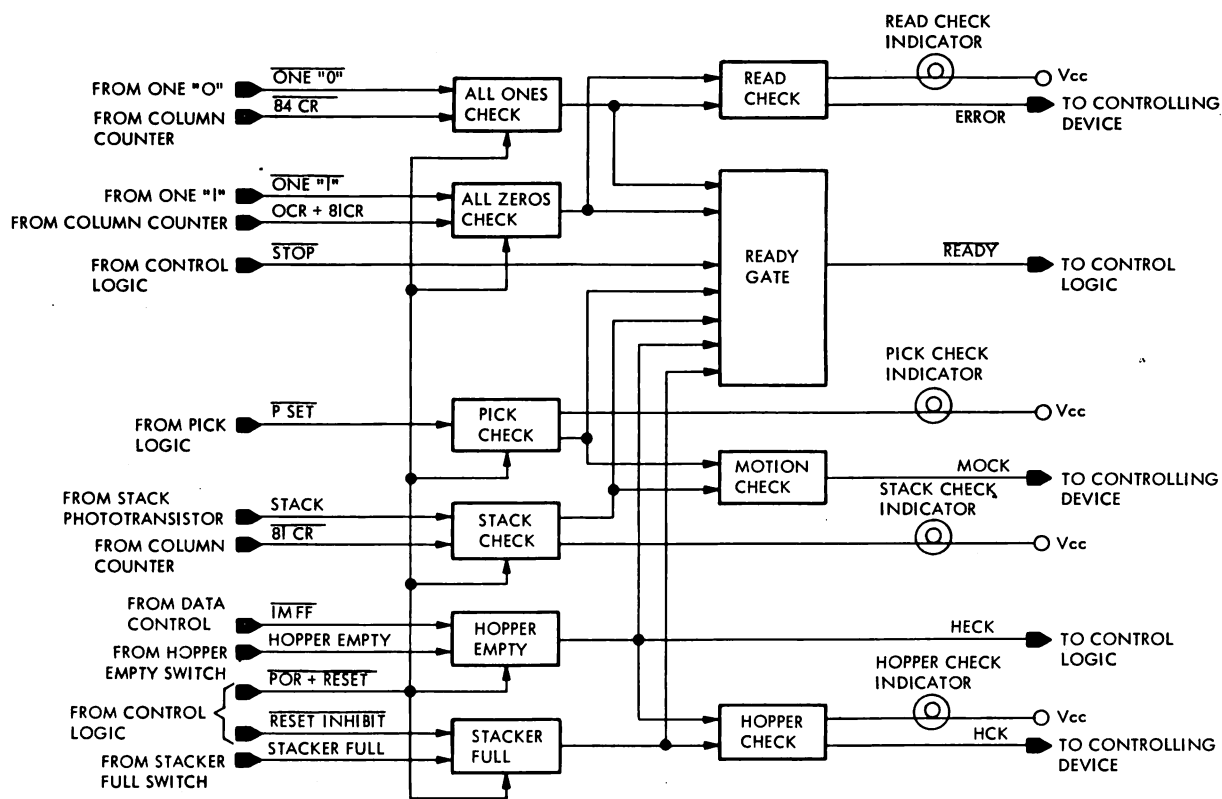 READ CHECK
INDICATOR
FROM ONE "O"
ONE "0"
ALL ONES
CHECK
READ
CHECK
Vcc
FROM COLUMN
COUNTER
84 CR
ERROR
TO CONTROLLING
DEVICE
FROM ONE "I"
ONE "I"
ALL ZEROS
CHECK
FROM COLUMN COUNTER
OCR + 8ICR
FROM CONTROL
LOGIC
STOP
READY
GATE
READY
TO CONTROL
LOGIC
PICK CHECK
INDICATOR
FROM PICK
LOGIC
P SET
PICK
CHECK
Vcc
MOTION
CHECK
MOCK
TO CONTROLLING
DEVICE
FROM STACK
PHOTOTRANSISTOR
STACK
STACK
CHECK
STACK CHECK
INDICATOR
FROM COLUMN
COUNTER
8I CR
Vcc
FROM DATA
CONTROL
IMFF
HOPPER
EMPTY
FROM HOPPER
EMPTY SWITCH
HOPPER EMPTY
HECK
TO CONTROL
LOGIC
POR + RESET
HOPPER CHECK
INDICATOR
FROM CONTROL
LOGIC
RESET INHIBIT
STACKER
FULL
HOPPER
CHECK
Vcc
FROM STACKER
FULL SWITCH
STACKER FULL
HCK
TO CONTROLLING
DEVICE